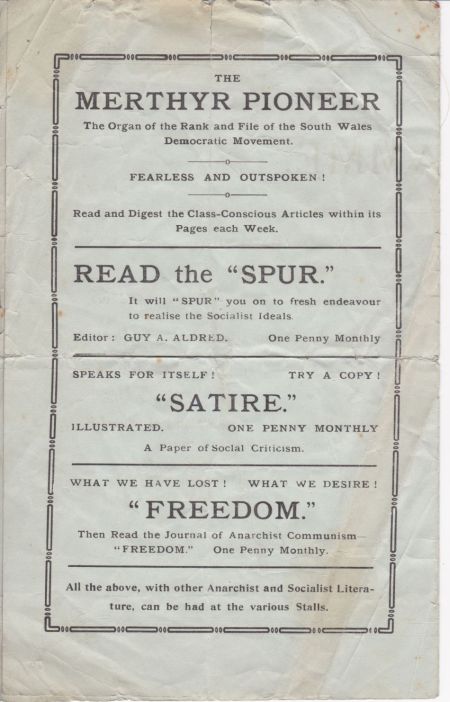 THE
MERTHYR PIONEER
The Organ of the Rank and File of the South Wales
Democratic Movement.
FEARLESS AND OUTSPOKEN!
Read and Digest the Class-Conscious Articles within its
Pages each Week.
READ the "SPUR."
It will "SPUR" you on to fresh endeavour
to realise the Socialist Ideals.
Editor: GUY A. ALDRED. One Penny Monthly
SPEAKS FOR ITSELF! TRY A COPY!
"SATIRE."
ILLUSTRATED. ONE PENNY MONTHLY
A Paper of Social Criticism.
WHAT WE HAVE LOST! WHAT WE DESIRE!
"FREEDOM."
Then Read the Journal of Anarchist Communism—
"FREEDOM." One Penny Monthly.
All the above, with other Anarchist and Socialist Litera-
ture, can be had at the various Stalls.